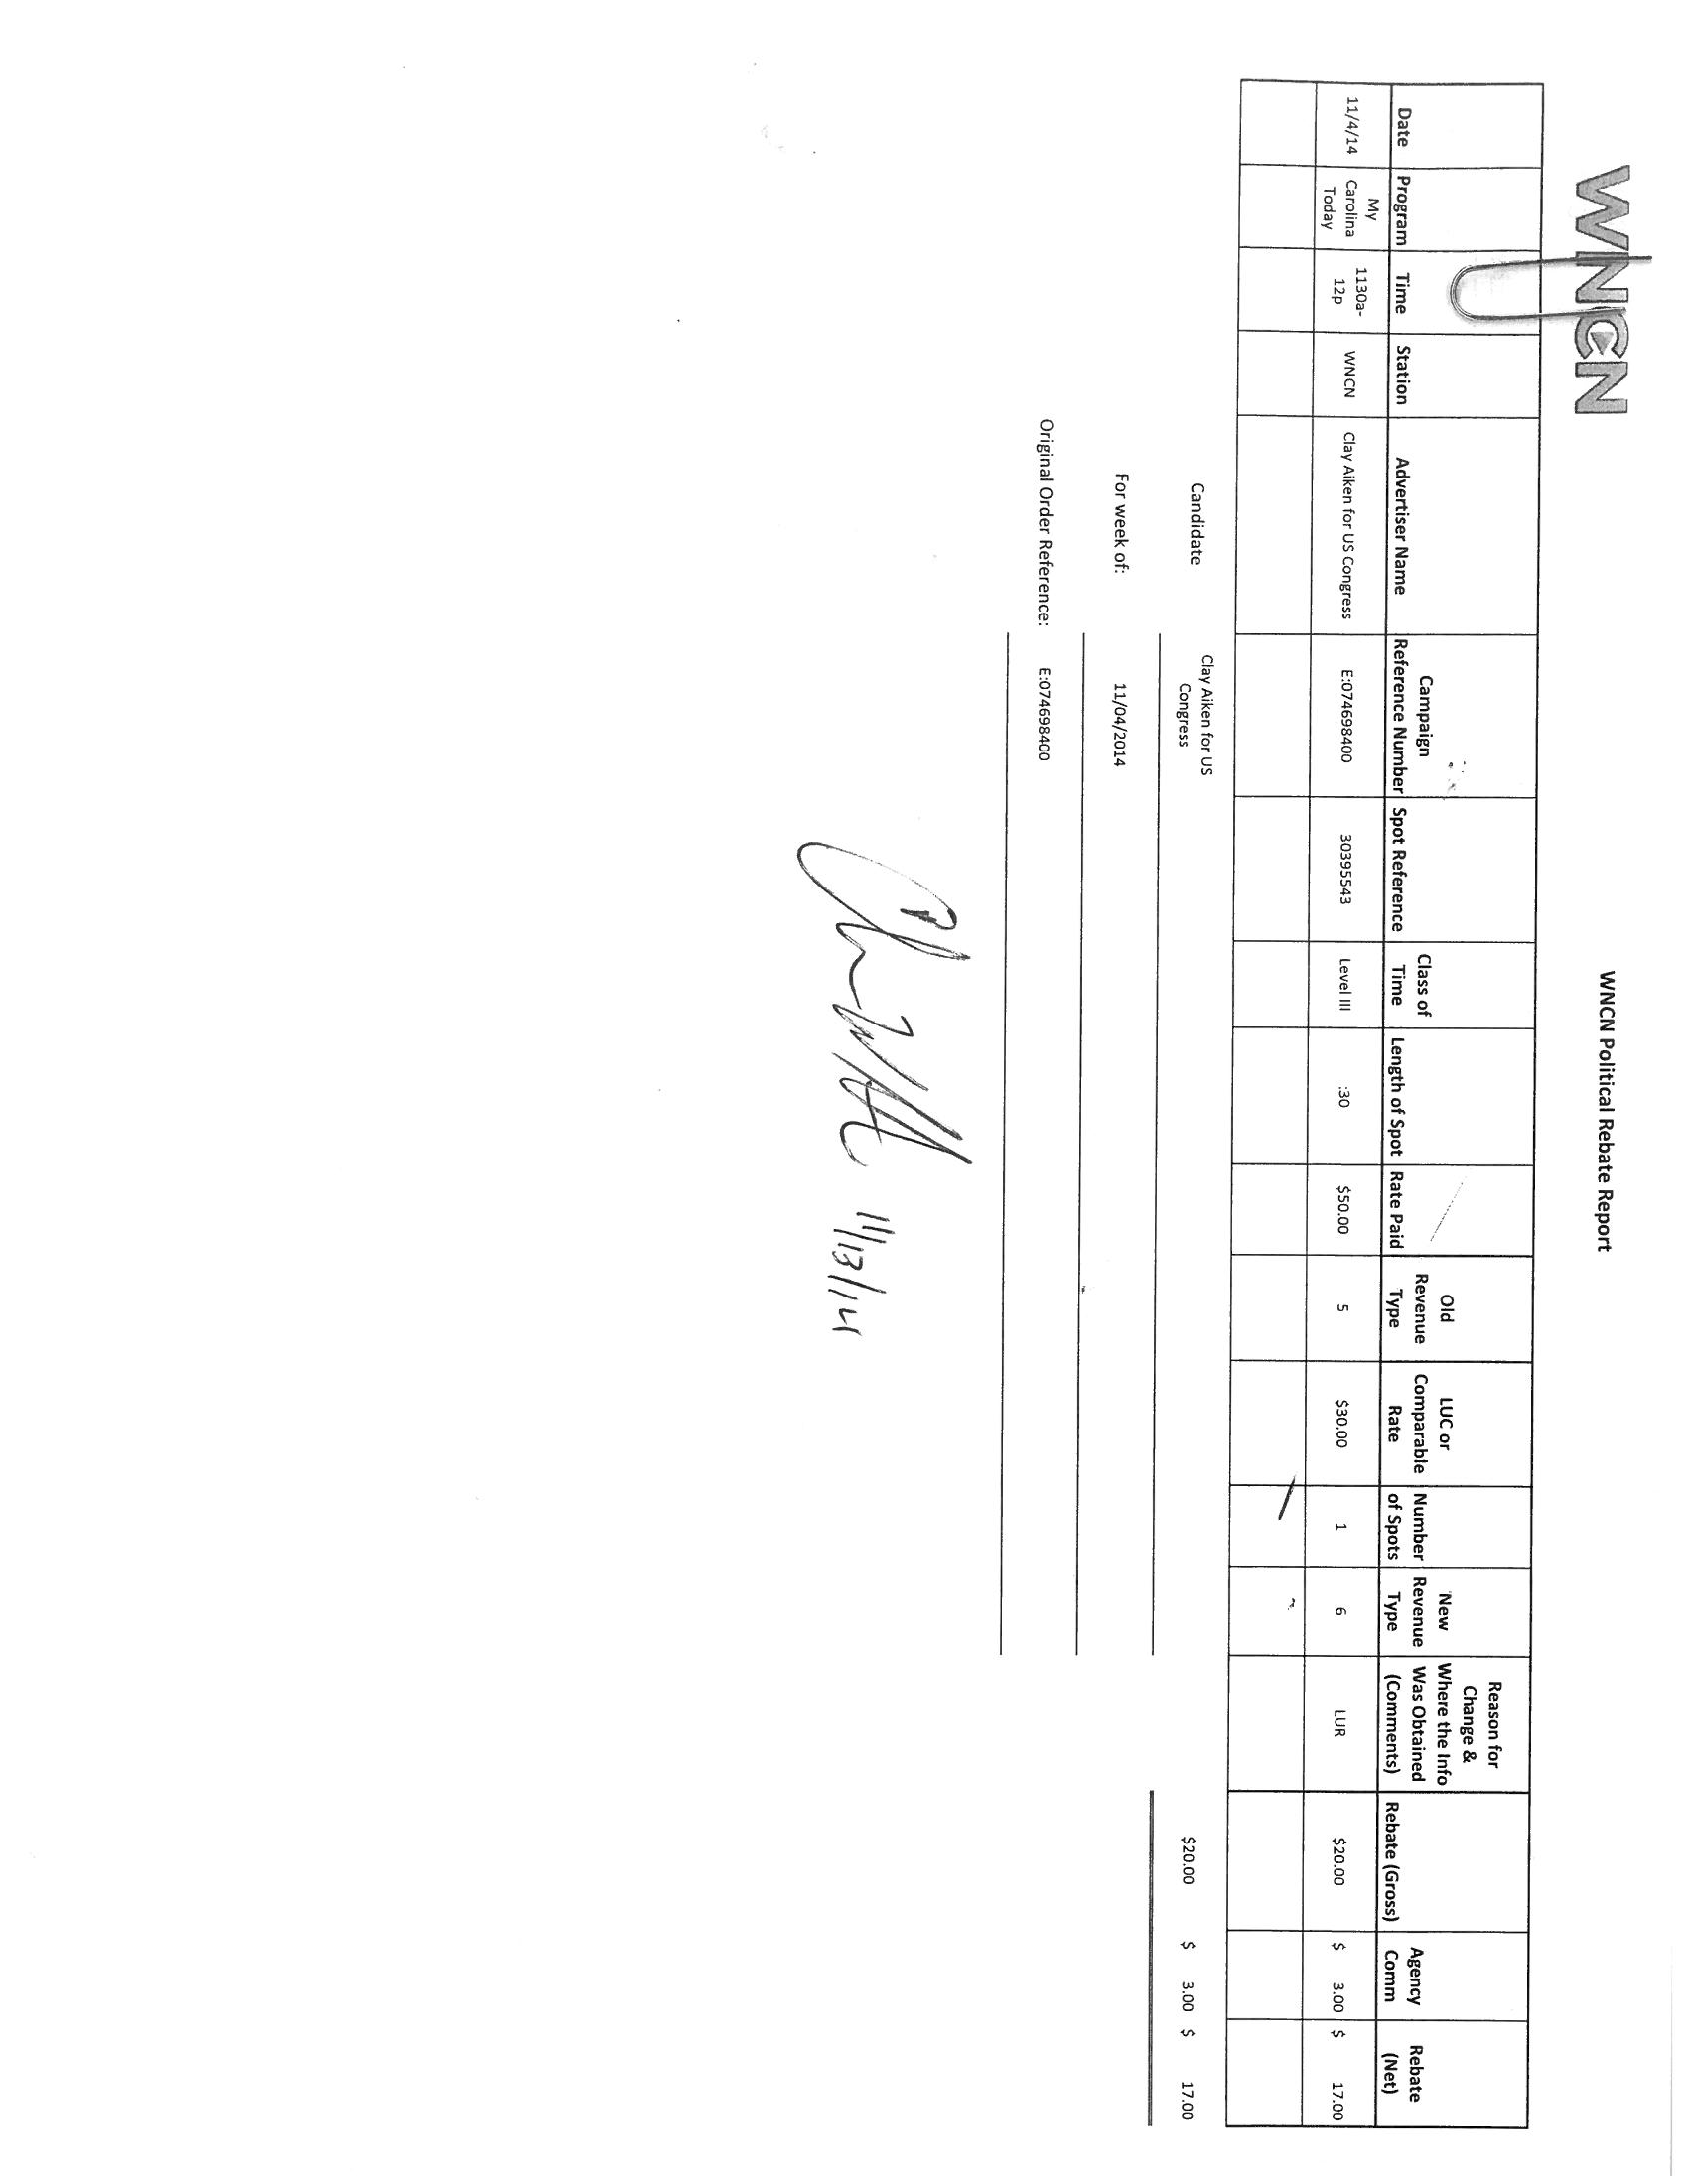 WNCN
WNCN Political Rebate Report
Date
Program
Time
Station
Advertiser Name
Campaign
Reference Number
Spot Reference
Class of
Time
Length of Spot
Rate Paid
Old
Revenue
Type
LUC or
Comparable
Rate
Number
of Spots
New
Revenue
Type
Reason for
Change &
Where the Info
Was Obtained
(Comments)
Rebate (Gross)
Agency
Comm
Rebate
(Net)
11/4/14
My
Carolina
Today
1130a-
12p
WNCN
Clay Aiken for US Congress
E:074698400
30395543
Level III
:30
$50.00
5
$30.00
1
6
LUR
$20.00
$ 3.00
$ 17.00
Candidate
Clay Aiken for US
Congress
$20.00 $ 3.00 $ 17.00
For week of: 11/04/2014
Original Order Reference: E:074698400
11/13/14